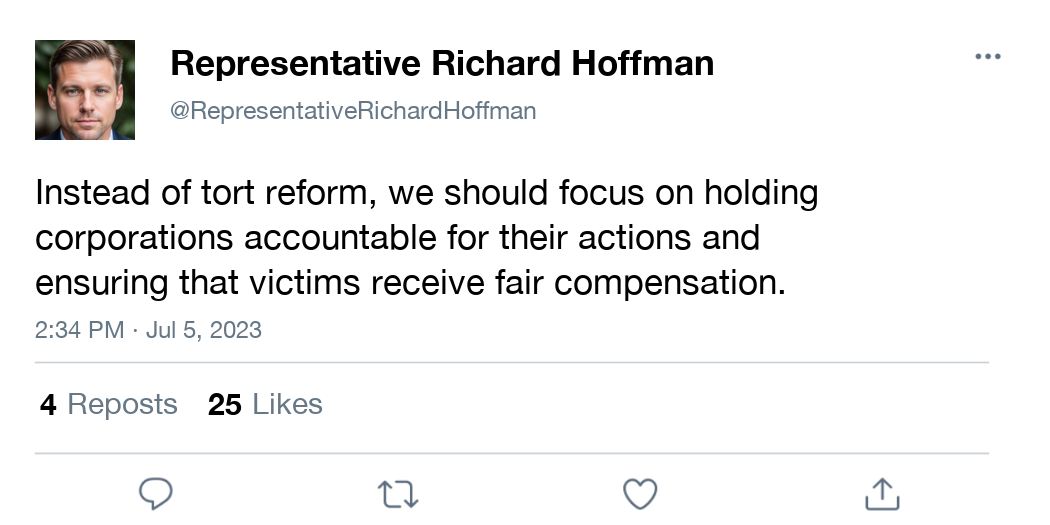 Representative Richard Hoffman
@RepresentativeRichardHoffman
Instead of tort reform, we should focus on holding
corporations accountable for their actions and
ensuring that victims receive fair compensation.
2:34 PM · Jul 5, 2023
4 Reposts 25 Likes